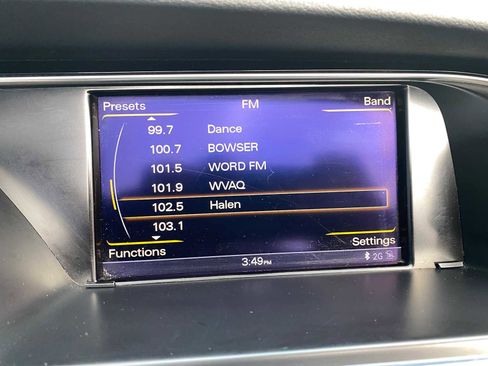 Presets FM Band
99.7 Dance
100.7 BOWSER
101.5 WORD FM
101.9 WVAQ
102.5 Halen
103.1
Functions Settings
3:49PM 2G